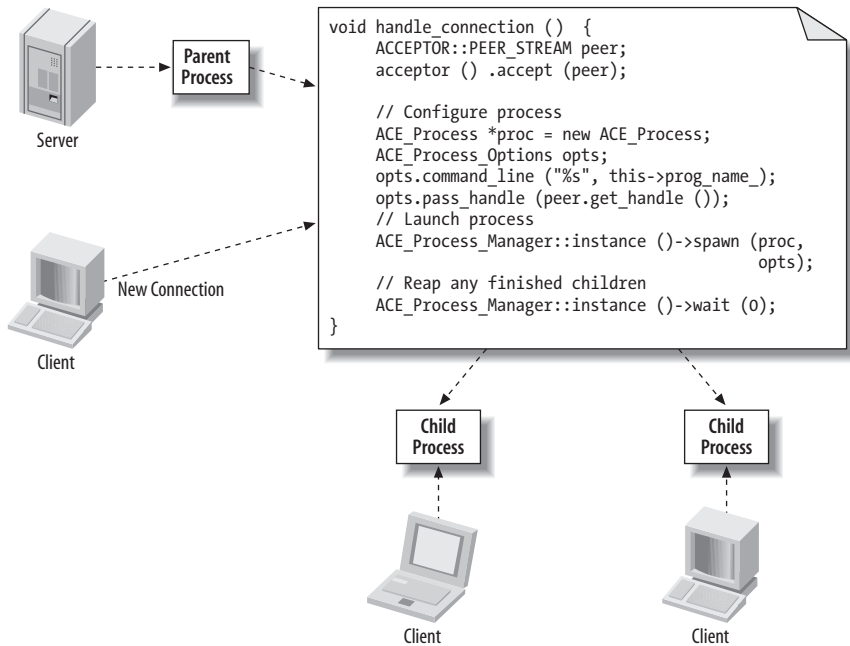 Server
Parent
Process
void handle_connection ()  {
     ACCEPTOR::PEER_STREAM peer;
     acceptor () .accept (peer);
     // Configure process
     ACE_Process *proc = new ACE_Process;
     ACE_Process_Options opts;
     opts.command_line ("%s", this->prog_name_);
     opts.pass_handle (peer.get_handle ());
     // Launch process
     ACE_Process_Manager::instance ()->spawn (proc,
                                              opts);
     // Reap any finished children
     ACE_Process_Manager::instance ()->wait (0);
}
New Connection
Client
Child
Process
Child
Process
Client
Client